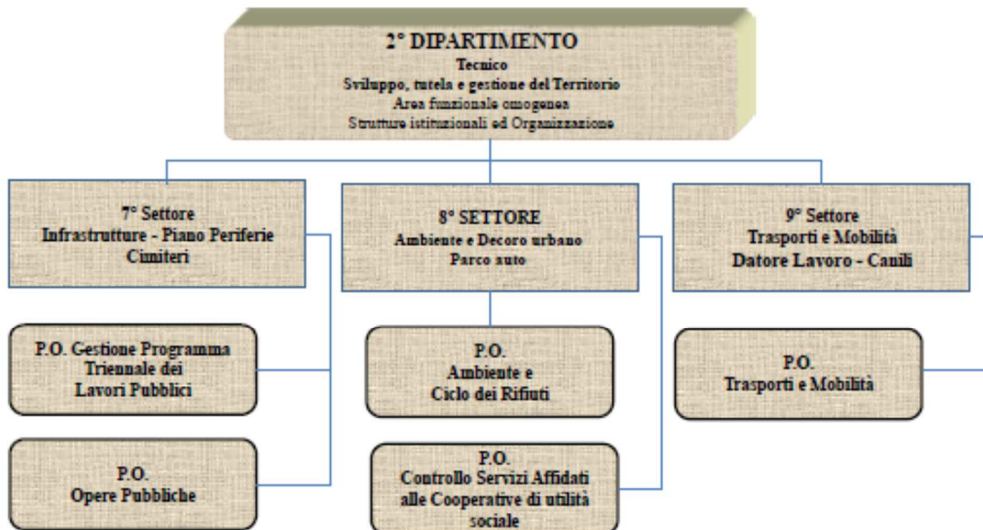 2° DIPARTIMENTO
Tecnico
Sviluppo, tutela e gestione del Territorio
Area funzionale omogenea
Strutture istituzionali ed Organizzazione
7° Settore
Infrastrutture - Piano Periferie
Cimiteri
8° SETTORE
Ambiente e Decoro urbano
Parco auto
9° Settore
Trasporti e Mobilità
Datore Lavoro - Canili
P.O. Gestione Programma
Triennale dei
Lavori Pubblici
P.O.
Ambiente e
Ciclo dei Rifiuti
P.O.
Trasporti e Mobilità
P.O.
Opere Pubbliche
P.O.
Controllo Servizi Affidati
alle Cooperative di utilità
sociale